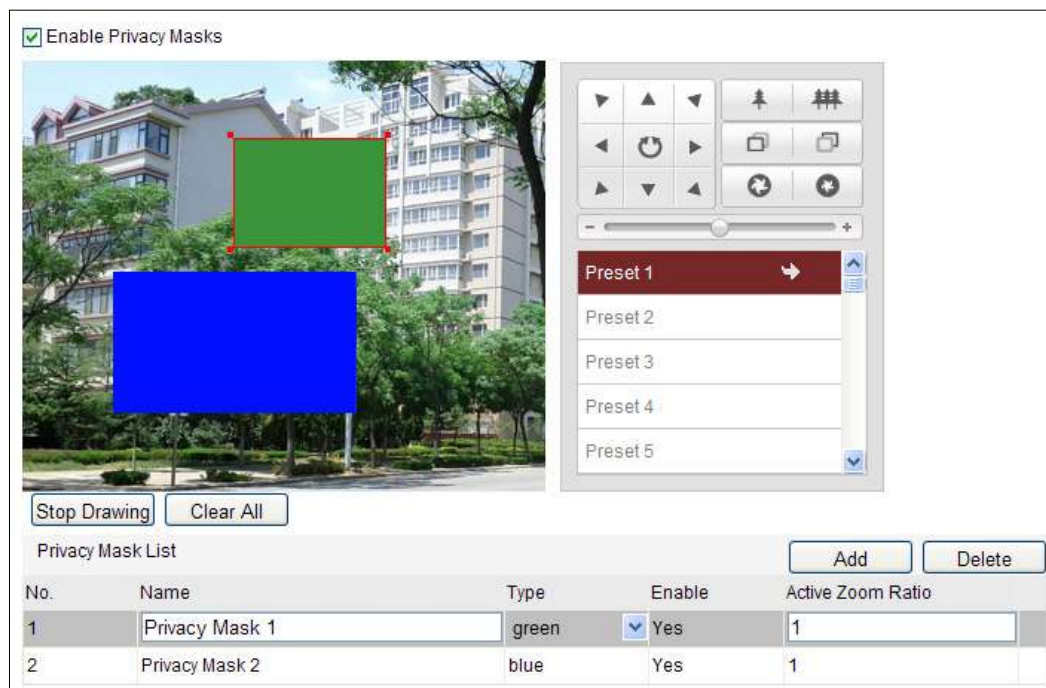 Enable Privacy Masks
Preset 1
Preset 2
Preset 3
Preset 4
Preset 5
Stop Drawing Clear All
Privacy Mask List Add Delete
No. Name Type Enable Active Zoom Ratio
1 Privacy Mask 1 green Yes 1
2 Privacy Mask 2 blue Yes 1